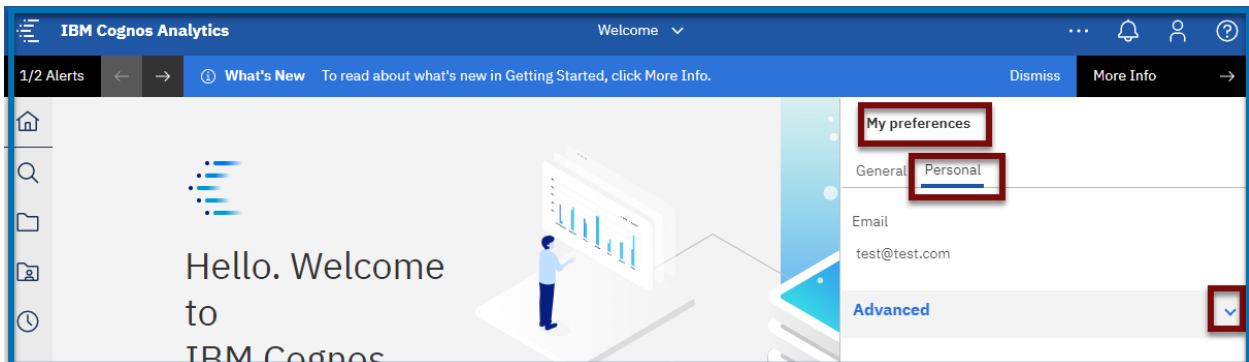 IBM Cognos Analytics
Welcome
1/2 Alerts
What's New To read about what's new in Getting Started, click More Info.
Dismiss
More Info
My preferences
General Personal
Email
test@test.com
Advanced
Hello. Welcome
to
IBM Cognos